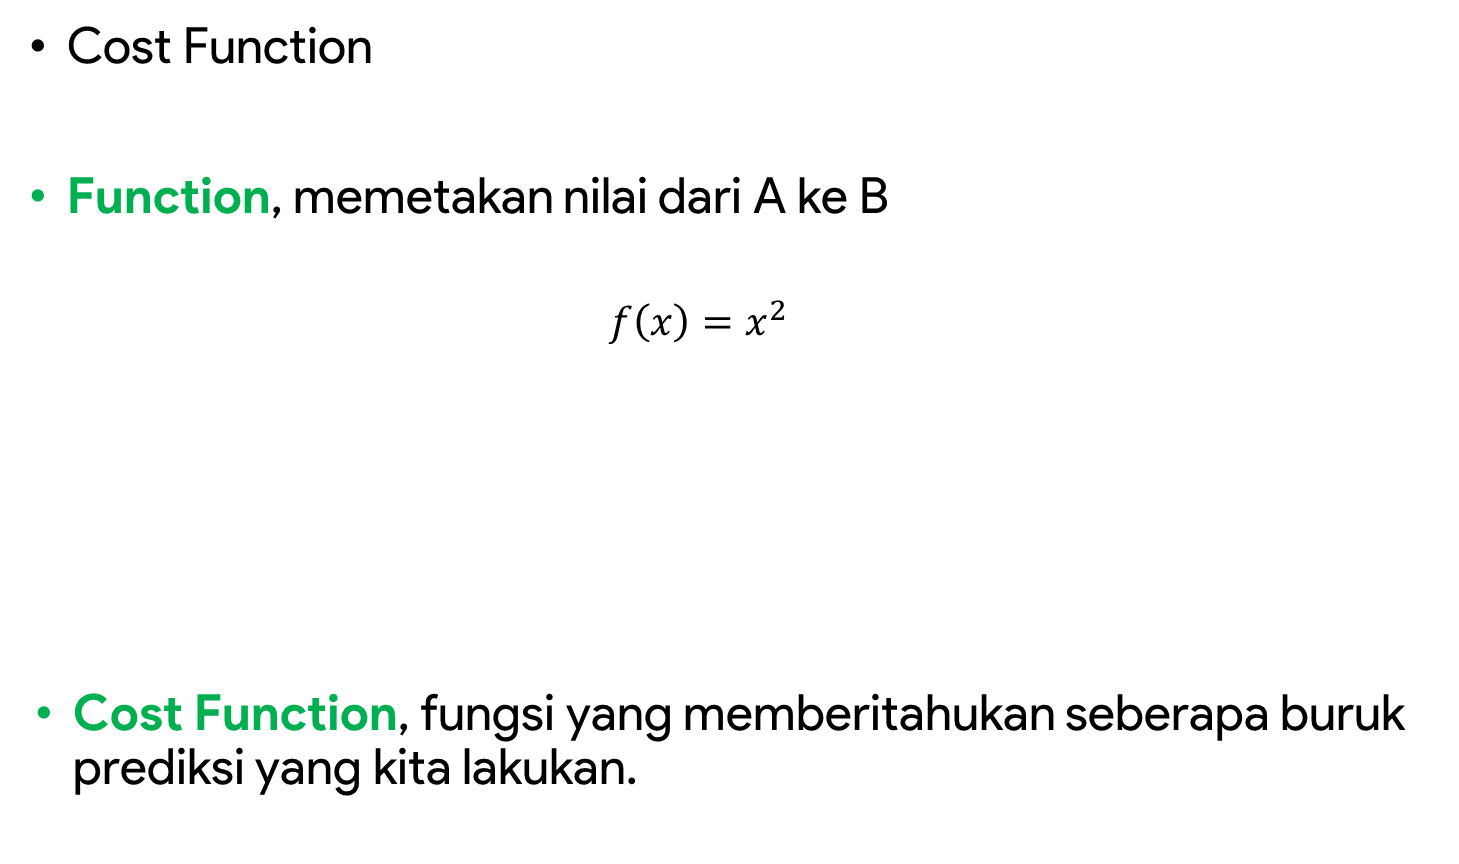 • Cost Function
• Function, memetakan nilai dari A ke B
f(x) = x²
• Cost Function, fungsi yang memberitahukan seberapa buruk
prediksi yang kita lakukan.